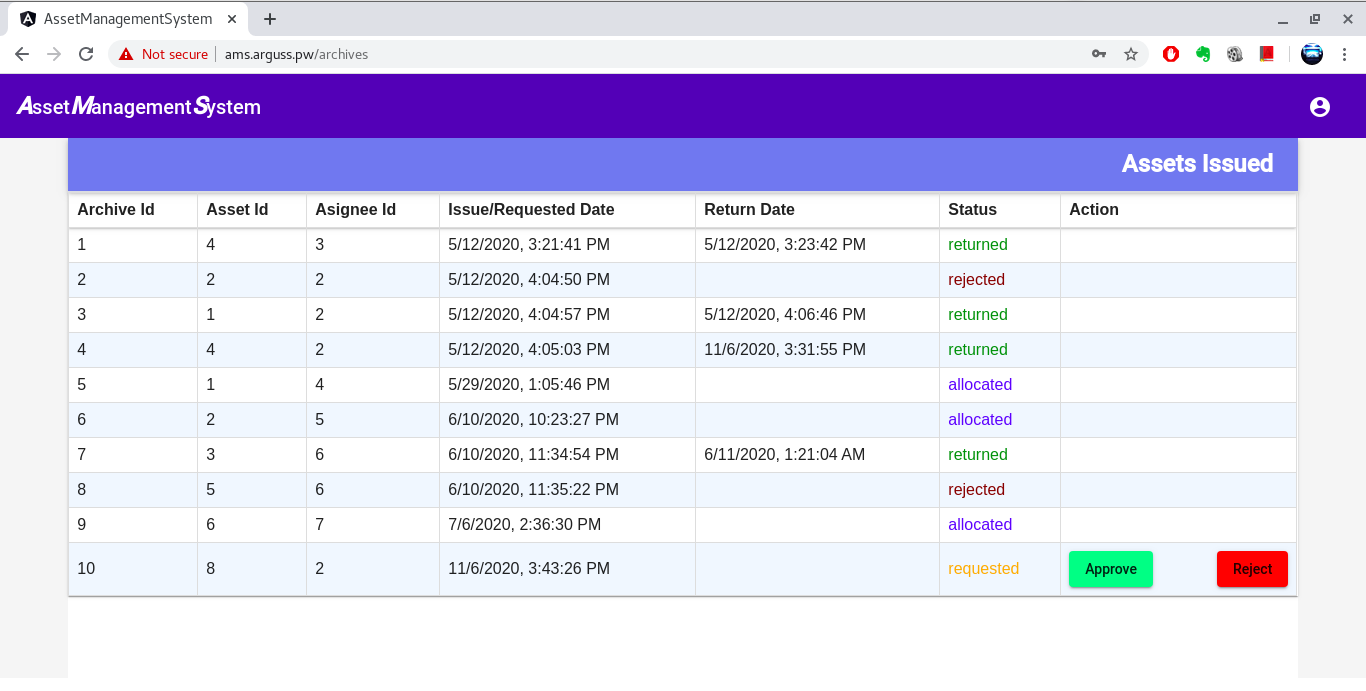 AssetManagementSystem
Not secure ams.arguss.pw/archives
AssetManagementSystem
Assets Issued
Archive Id Asset Id Asignee Id Issue/Requested Date Return Date Status Action
1 4 3 5/12/2020, 3:21:41 PM 5/12/2020, 3:23:42 PM returned
2 2 2 5/12/2020, 4:04:50 PM rejected
3 1 2 5/12/2020, 4:04:57 PM 5/12/2020, 4:06:46 PM returned
4 4 2 5/12/2020, 4:05:03 PM 11/6/2020, 3:31:55 PM returned
5 1 4 5/29/2020, 1:05:46 PM allocated
6 2 5 6/10/2020, 10:23:27 PM allocated
7 3 6 6/10/2020, 11:34:54 PM 6/11/2020, 1:21:04 AM returned
8 5 6 6/10/2020, 11:35:22 PM rejected
9 6 7 7/6/2020, 2:36:30 PM allocated
10 8 2 11/6/2020, 3:43:26 PM requested Approve Reject